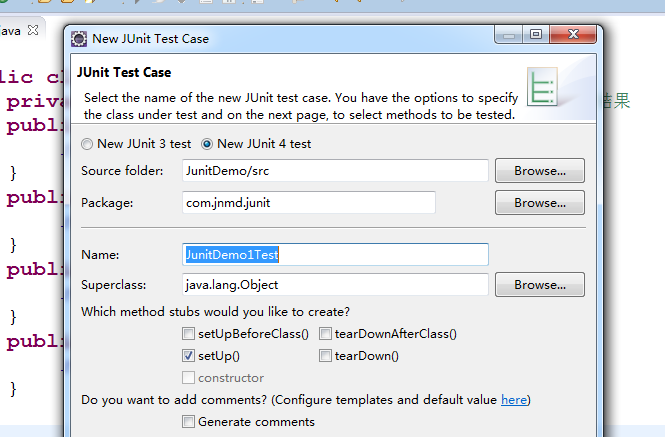 java
New JUnit Test Case
JUnit Test Case
Select the name of the new JUnit test case. You have the options to specify
the class under test and on the next page, to select methods to be tested.
New JUnit 3 test New JUnit 4 test
Source folder: JunitDemo/src Browse...
Package: com.jnmd.junit Browse...
Name: JunitDemo1Test
Superclass: java.lang.Object Browse...
Which method stubs would you like to create?
setUpBeforeClass() tearDownAfterClass()
setUp() tearDown()
constructor
Do you want to add comments? (Configure templates and default value here)
Generate comments
lic cl
priva
结果
publi
}
publi
}
publi
}
publi
}